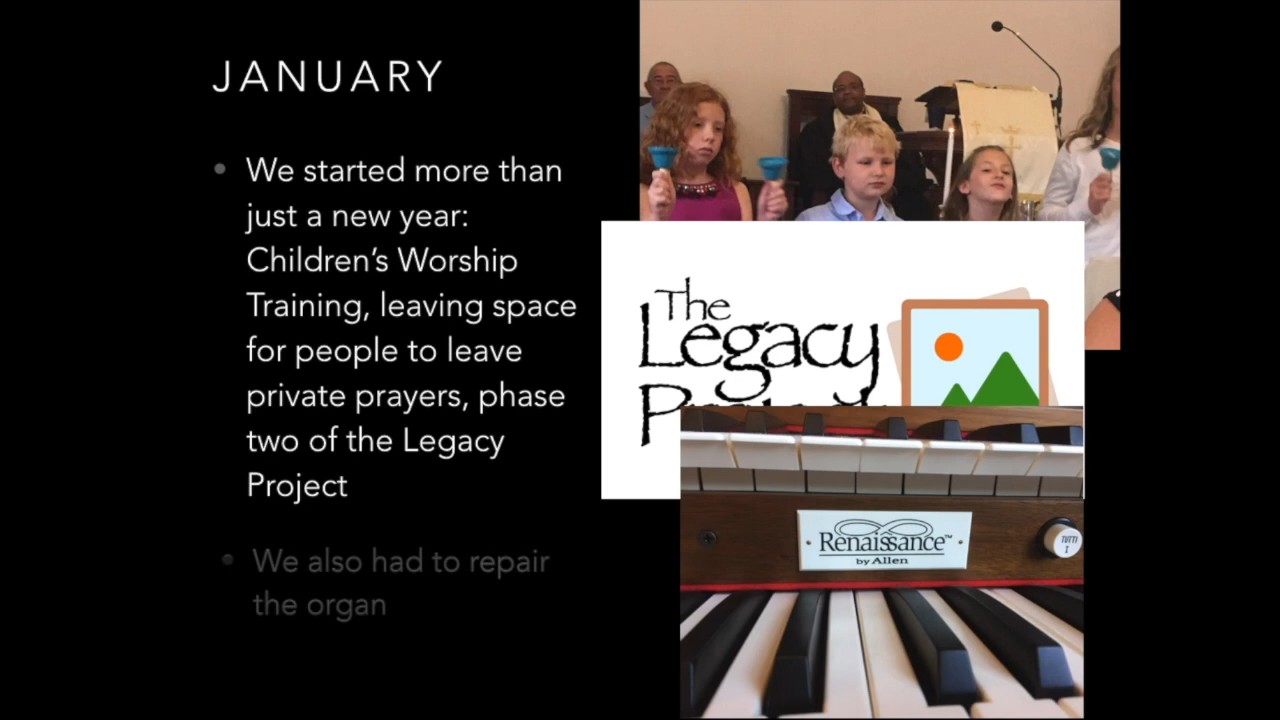 JANUARY
We started more than
just a new year:
Children's Worship
Training, leaving space
for people to leave
private prayers, phase
two of the Legacy
Project
We also had to repair
the organ
The
Legacy
Renaissance™
by Allen
TUTTI
I